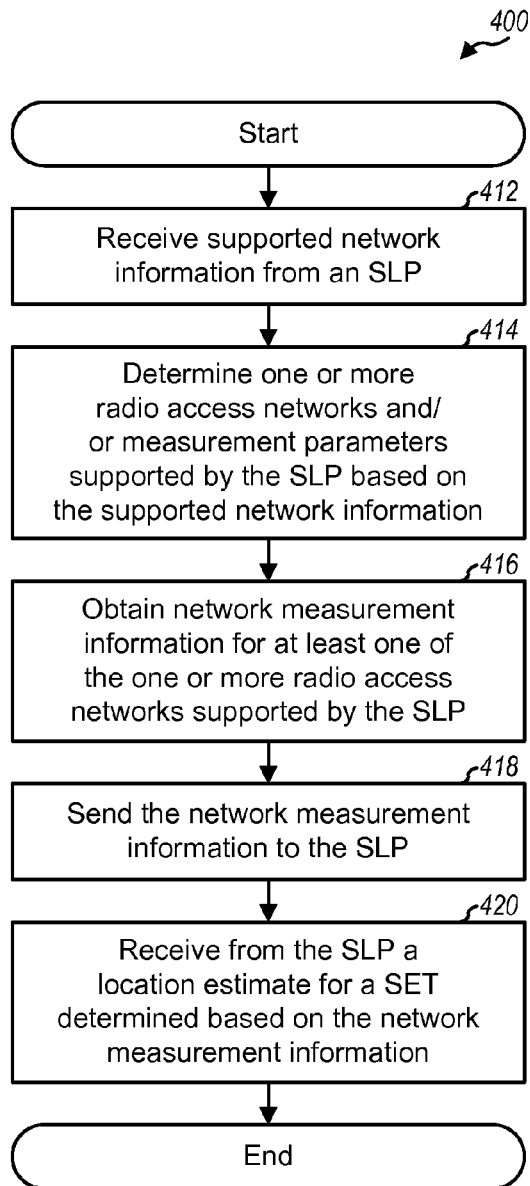 400
Start
412
Receive supported network
information from an SLP
414
Determine one or more
radio access networks and/
or measurement parameters
supported by the SLP based on
the supported network information
416
Obtain network measurement
information for at least one of
the one or more radio access
networks supported by the SLP
418
Send the network measurement
information to the SLP
420
Receive from the SLP a
location estimate for a SET
determined based on the network
measurement information
End